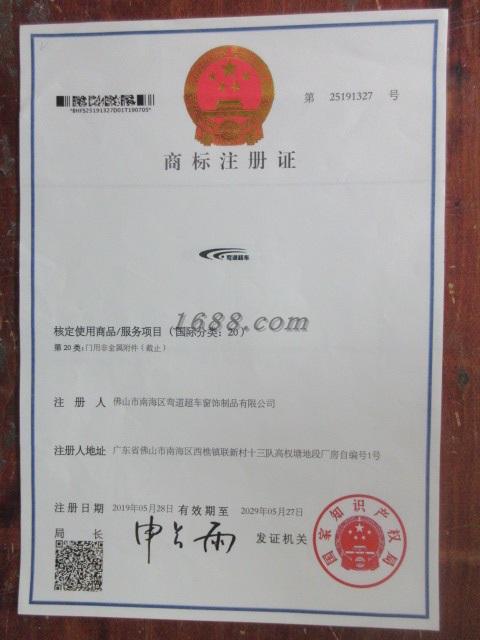 第 25191327 号
*BHFS25191327D01T190705*
商标注册证
弯道超车
1688.com
核定使用商品/服务项目（国际分类：20）
第20类：门用非金属附件（截止）
注册人 佛山市南海区弯道超车窗饰制品有限公司
注册人地址 广东省佛山市南海区西樵镇联新村十三队高权塘地段厂房自编号1号
注册日期 2019年05月28日 有效期至 2029年05月27日
局长 申长雨 发证机关
国家知识产权局